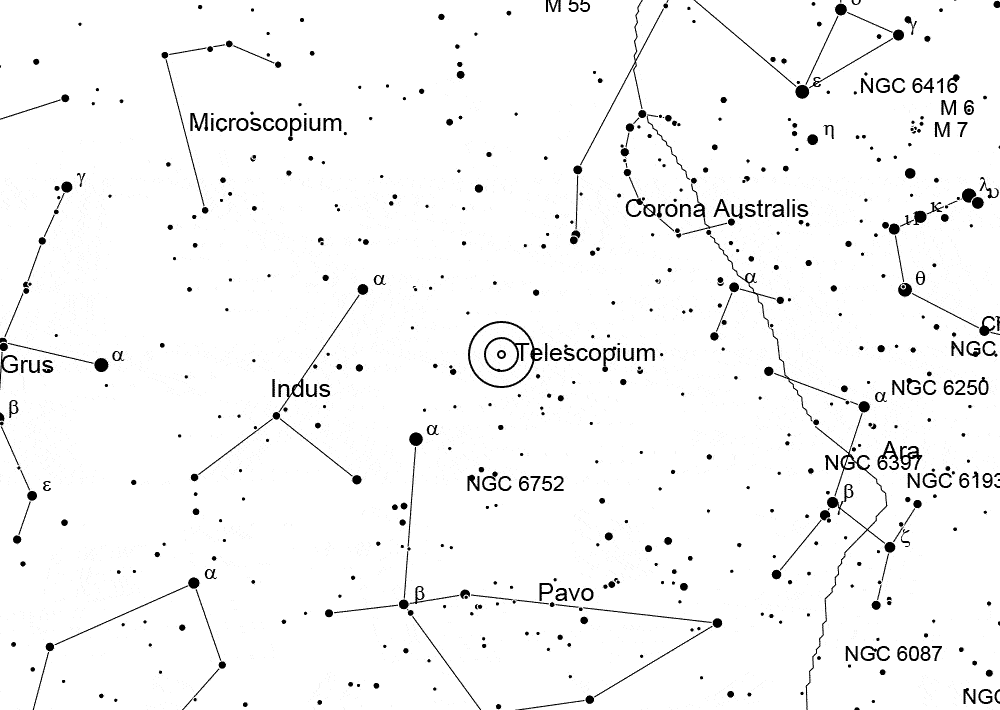 M 55
δ
γ
ε
NGC 6416
M 6
M 7
η
Microscopium
γ
λ
υ
κ
ι1
Corona Australis
θ
α
α
NGC
Telescopium
Grus
α
Indus
NGC 6250
α
β
α
Ara
NGC 6397
NGC 6193
NGC 6752
ε
β
ζ
α
β
Pavo
NGC 6087
NGC